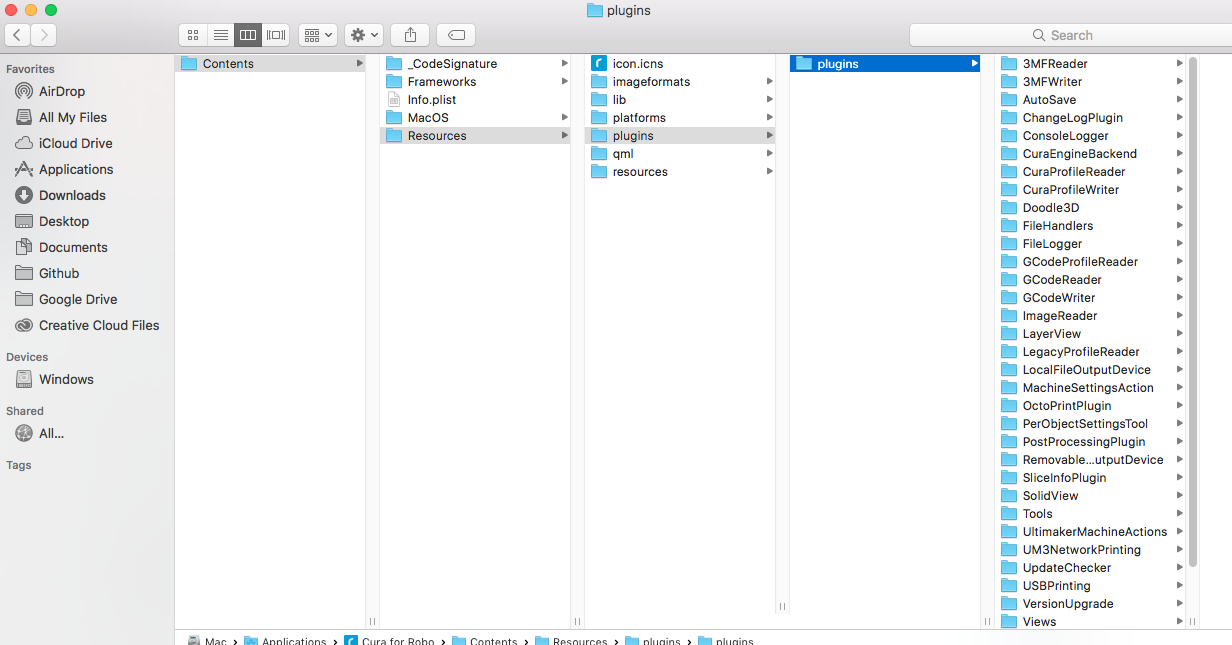 plugins
Search
Favorites
AirDrop
All My Files
iCloud Drive
Applications
Downloads
Desktop
Documents
Github
Google Drive
Creative Cloud Files
Devices
Windows
Shared
All...
Tags
Contents
_CodeSignature
Frameworks
Info.plist
MacOS
Resources
icon.icns
imageformats
lib
platforms
plugins
qml
resources
plugins
3MFReader
3MFWriter
AutoSave
ChangeLogPlugin
ConsoleLogger
CuraEngineBackend
CuraProfileReader
CuraProfileWriter
Doodle3D
FileHandlers
FileLogger
GCodeProfileReader
GCodeReader
GCodeWriter
ImageReader
LayerView
LegacyProfileReader
LocalFileOutputDevice
MachineSettingsAction
OctoPrintPlugin
PerObjectSettingsTool
PostProcessingPlugin
Removable...utputDevice
SliceInfoPlugin
SolidView
Tools
UltimakerMachineActions
UM3NetworkPrinting
UpdateChecker
USBPrinting
VersionUpgrade
Views
Mac › Applications › Cura for Robo › Contents › Resources › plugins › plugins